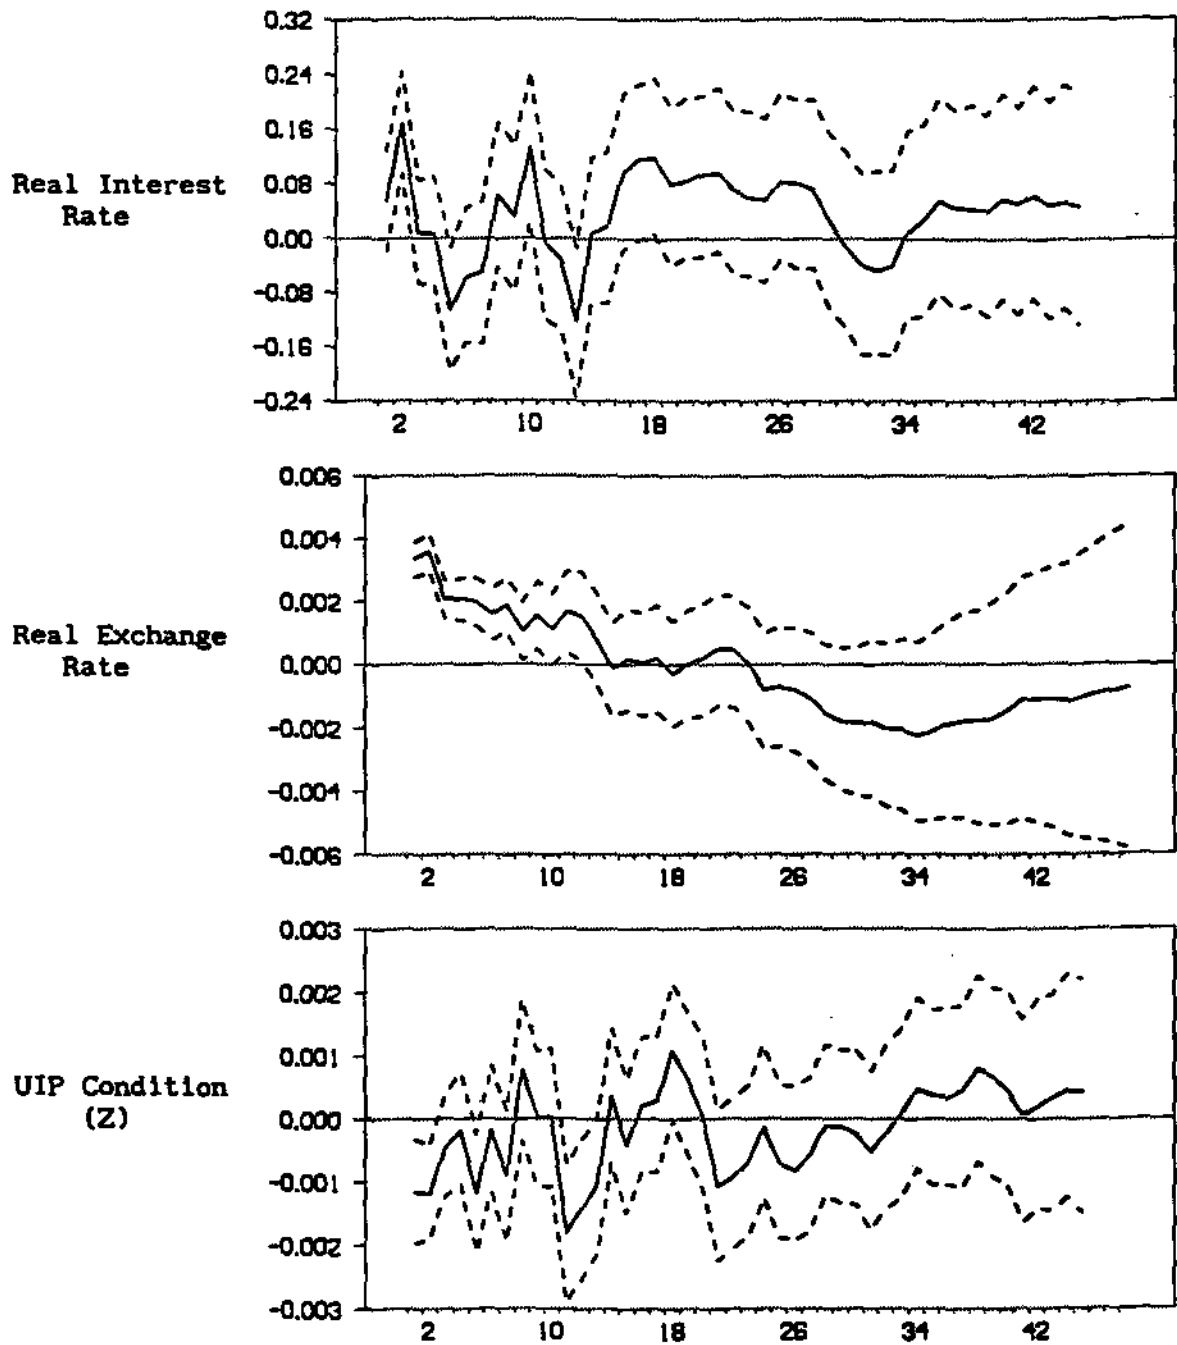 0.32
0.24
0.16
Real Interest 0.08
Rate
0.00
-0.08
-0.16
-0.24
2 10 18 26 34 42
0.006
0.004
0.002
Real Exchange
Rate 0.000
-0.002
-0.004
-0.006
2 10 18 26 34 42
0.003
0.002
0.001
UIP Condition
(Z) 0.000
-0.001
-0.002
-0.003
2 10 18 26 34 42